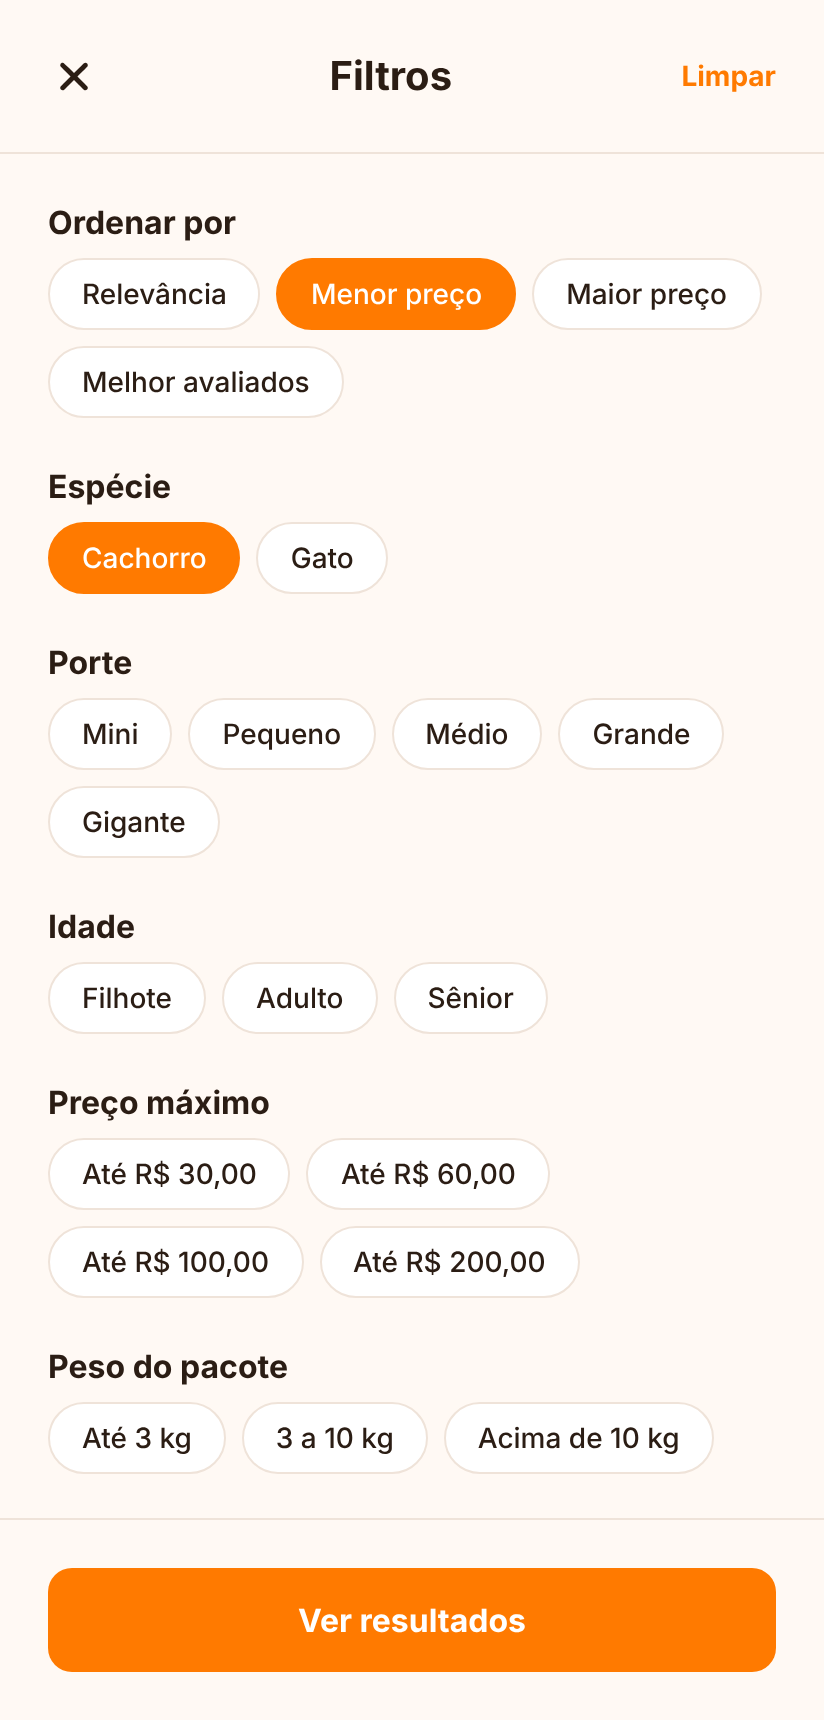 Filtros
Limpar
Ordenar por
Relevância
Menor preço
Maior preço
Melhor avaliados
Espécie
Cachorro
Gato
Porte
Mini
Pequeno
Médio
Grande
Gigante
Idade
Filhote
Adulto
Sênior
Preço máximo
Até R$ 30,00
Até R$ 60,00
Até R$ 100,00
Até R$ 200,00
Peso do pacote
Até 3 kg
3 a 10 kg
Acima de 10 kg
Ver resultados